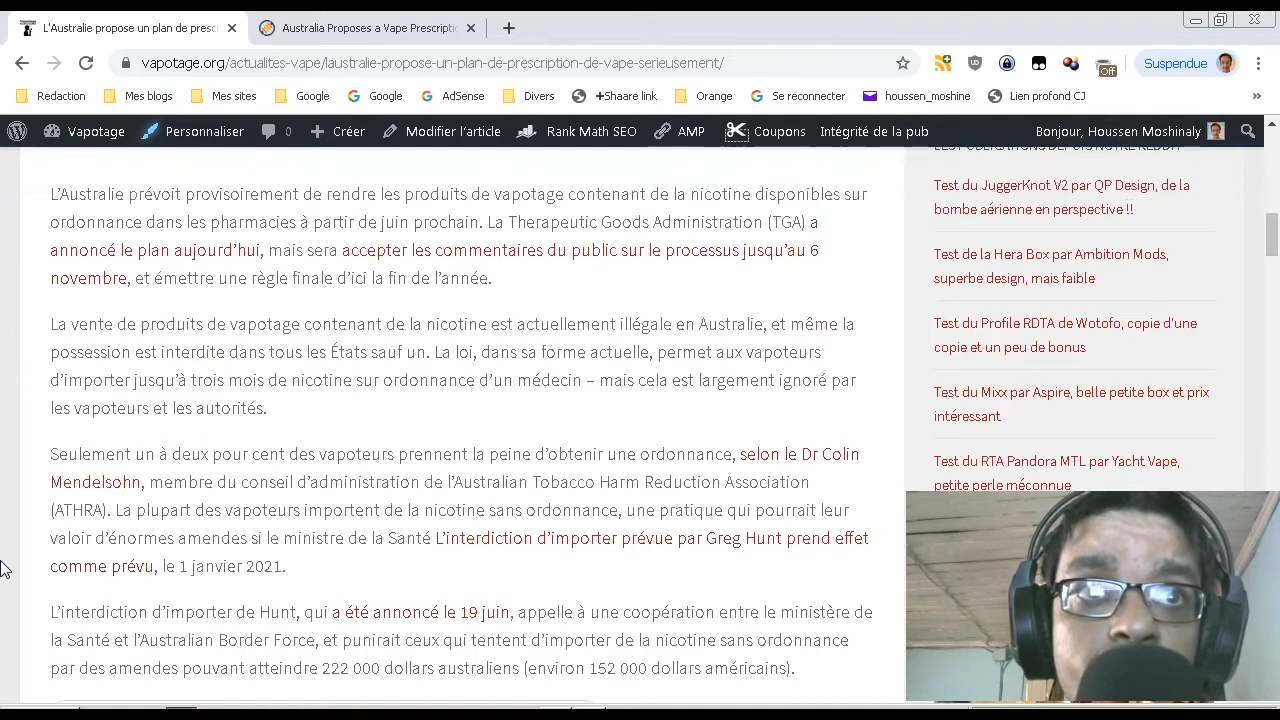 L'Australie propose un plan de presc
Australia Proposes a Vape Prescriptic
vapotage.org/actualites-vape/laustralie-propose-un-plan-de-prescription-de-vape-serieusement/
Off
Suspendue
Redaction
Mes blogs
Mes sites
Google
Google
AdSense
Divers
+Shaare link
Orange
Se reconnecter
houssen_moshine
Lien profond CJ
»
Vapotage
Personnaliser
0
Créer
Modifier l'article
Rank Math SEO
AMP
Coupons
Intégrité de la pub
Bonjour, Houssen Moshinaly
L'Australie prévoit provisoirement de rendre les produits de vapotage contenant de la nicotine disponibles sur
ordonnance dans les pharmacies à partir de juin prochain. La Therapeutic Goods Administration (TGA) a
annoncé le plan aujourd'hui, mais sera accepter les commentaires du public sur le processus jusqu'au 6
novembre, et émettre une règle finale d'ici la fin de l'année.
La vente de produits de vapotage contenant de la nicotine est actuellement illégale en Australie, et même la
possession est interdite dans tous les États sauf un. La loi, dans sa forme actuelle, permet aux vapoteurs
d'importer jusqu'à trois mois de nicotine sur ordonnance d'un médecin – mais cela est largement ignoré par
les vapoteurs et les autorités.
Seulement un à deux pour cent des vapoteurs prennent la peine d'obtenir une ordonnance, selon le Dr Colin
Mendelsohn, membre du conseil d'administration de l'Australian Tobacco Harm Reduction Association
(ATHRA). La plupart des vapoteurs importent de la nicotine sans ordonnance, une pratique qui pourrait leur
valoir d'énormes amendes si le ministre de la Santé L'interdiction d'importer prévue par Greg Hunt prend effet
comme prévu, le 1 janvier 2021.
L'interdiction d'importer de Hunt, qui a été annoncé le 19 juin, appelle à une coopération entre le ministère de
la Santé et l'Australian Border Force, et punirait ceux qui tentent d'importer de la nicotine sans ordonnance
par des amendes pouvant atteindre 222 000 dollars australiens (environ 152 000 dollars américains).
LES PUBLICATIONS DEPUIS NOTRE REDDIT
Test du JuggerKnot V2 par QP Design, de la
bombe aérienne en perspective !!
Test de la Hera Box par Ambition Mods,
superbe design, mais faible
Test du Profile RDTA de Wotofo, copie d'une
copie et un peu de bonus
Test du Mixx par Aspire, belle petite box et prix
intéressant
Test du RTA Pandora MTL par Yacht Vape,
petite perle méconnue